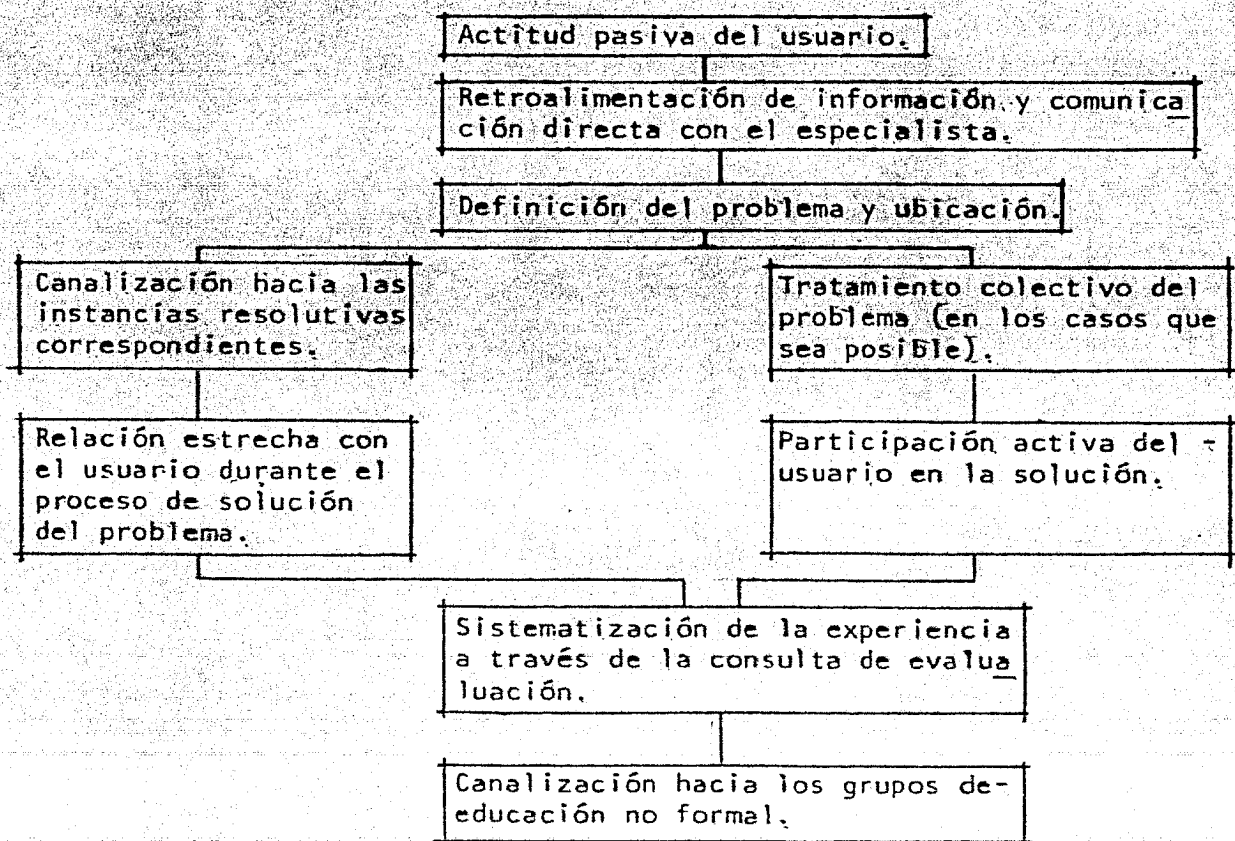 Actitud pasiva del usuario.
Retroalimentación de información y comunica
ción directa con el especialista.
Definición del problema y ubicación.
Canalización hacia las
instancias resolutivas
correspondientes.
Tratamiento colectivo del
problema (en los casos que
sea posible).
Relación estrecha con
el usuario durante el
proceso de solución
del problema.
Participación activa del -
usuario en la solución.
Sistematización de la experiencia
a través de la consulta de evalua
luación.
Canalización hacia los grupos de-
educación no formal.